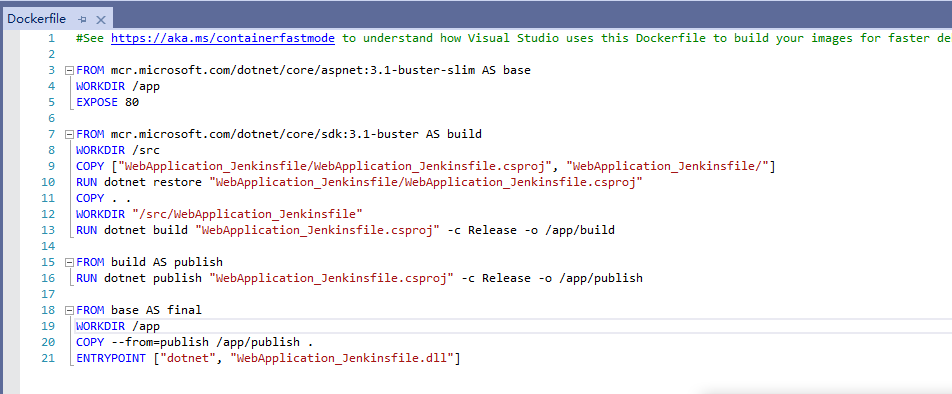 Dockerfile
1 #See https://aka.ms/containerfastmode to understand how Visual Studio uses this Dockerfile to build your images for faster de
2
3 FROM mcr.microsoft.com/dotnet/core/aspnet:3.1-buster-slim AS base
4 WORKDIR /app
5 EXPOSE 80
6
7 FROM mcr.microsoft.com/dotnet/core/sdk:3.1-buster AS build
8 WORKDIR /src
9 COPY ["WebApplication_Jenkinsfile/WebApplication_Jenkinsfile.csproj", "WebApplication_Jenkinsfile/"]
10 RUN dotnet restore "WebApplication_Jenkinsfile/WebApplication_Jenkinsfile.csproj"
11 COPY . .
12 WORKDIR "/src/WebApplication_Jenkinsfile"
13 RUN dotnet build "WebApplication_Jenkinsfile.csproj" -c Release -o /app/build
14
15 FROM build AS publish
16 RUN dotnet publish "WebApplication_Jenkinsfile.csproj" -c Release -o /app/publish
17
18 FROM base AS final
19 WORKDIR /app
20 COPY --from=publish /app/publish .
21 ENTRYPOINT ["dotnet", "WebApplication_Jenkinsfile.dll"]